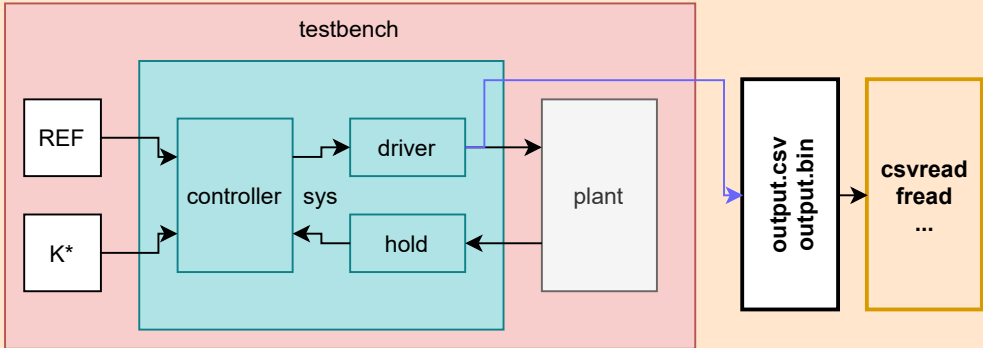 testbench
REF
K*
controller
sys
driver
hold
plant
output.csv
output.bin
csvread
fread
...